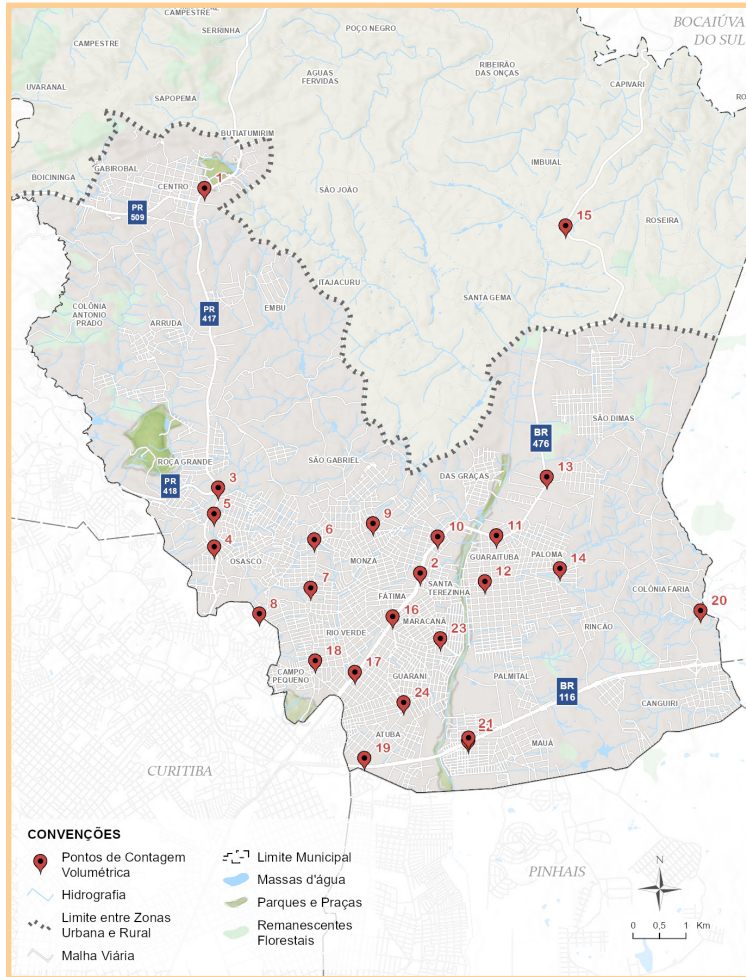 CAMPESTRE
CAMPESTRE
SERRINHA
POÇO NEGRO
BOCAIÚVA
DO SUL
UVARANAL
AGUAS
FERVIDAS
RIBEIRÃO
DAS ONÇAS
CAPIVARI
SAPOPEMA
RO
BUTIATUMIRIM
BOICININGA
GABIROBAL
CENTRO
1
IMBUIAL
SÃO JOÃO
PR
509
15
ROSEIRA
ITAJACURU
SANTA GEMA
COLÔNIA
ANTONIO
PRADO
EMBU
PR
417
ARRUDA
SÃO DIMAS
BR
476
ROÇA GRANDE
SÃO GABRIEL
DAS GRAÇAS
PR
418
3
13
5
9
10
11
6
4
OSASCO
MONZA
GUARAITUBA
PALOMA
2
14
12
7
SANTA
TEREZINHA
COLÔNIA FARIA
FÁTIMA
8
16
MARACANÃ
20
RIO VERDE
23
RINCÃO
18
17
CAMPO
PEQUENO
GUARANI
PALMITAL
BR
116
24
CANGUIRI
ATUBA
21
MAUÁ
19
CURITIBA
PINHAIS
CONVENÇÕES
Pontos de Contagem
Volumétrica
Hidrografia
Limite entre Zonas
Urbana e Rural
Malha Viária
Limite Municipal
Massas d'água
Parques e Praças
Remanescentes
Florestais
N
0 0,5 1 Km